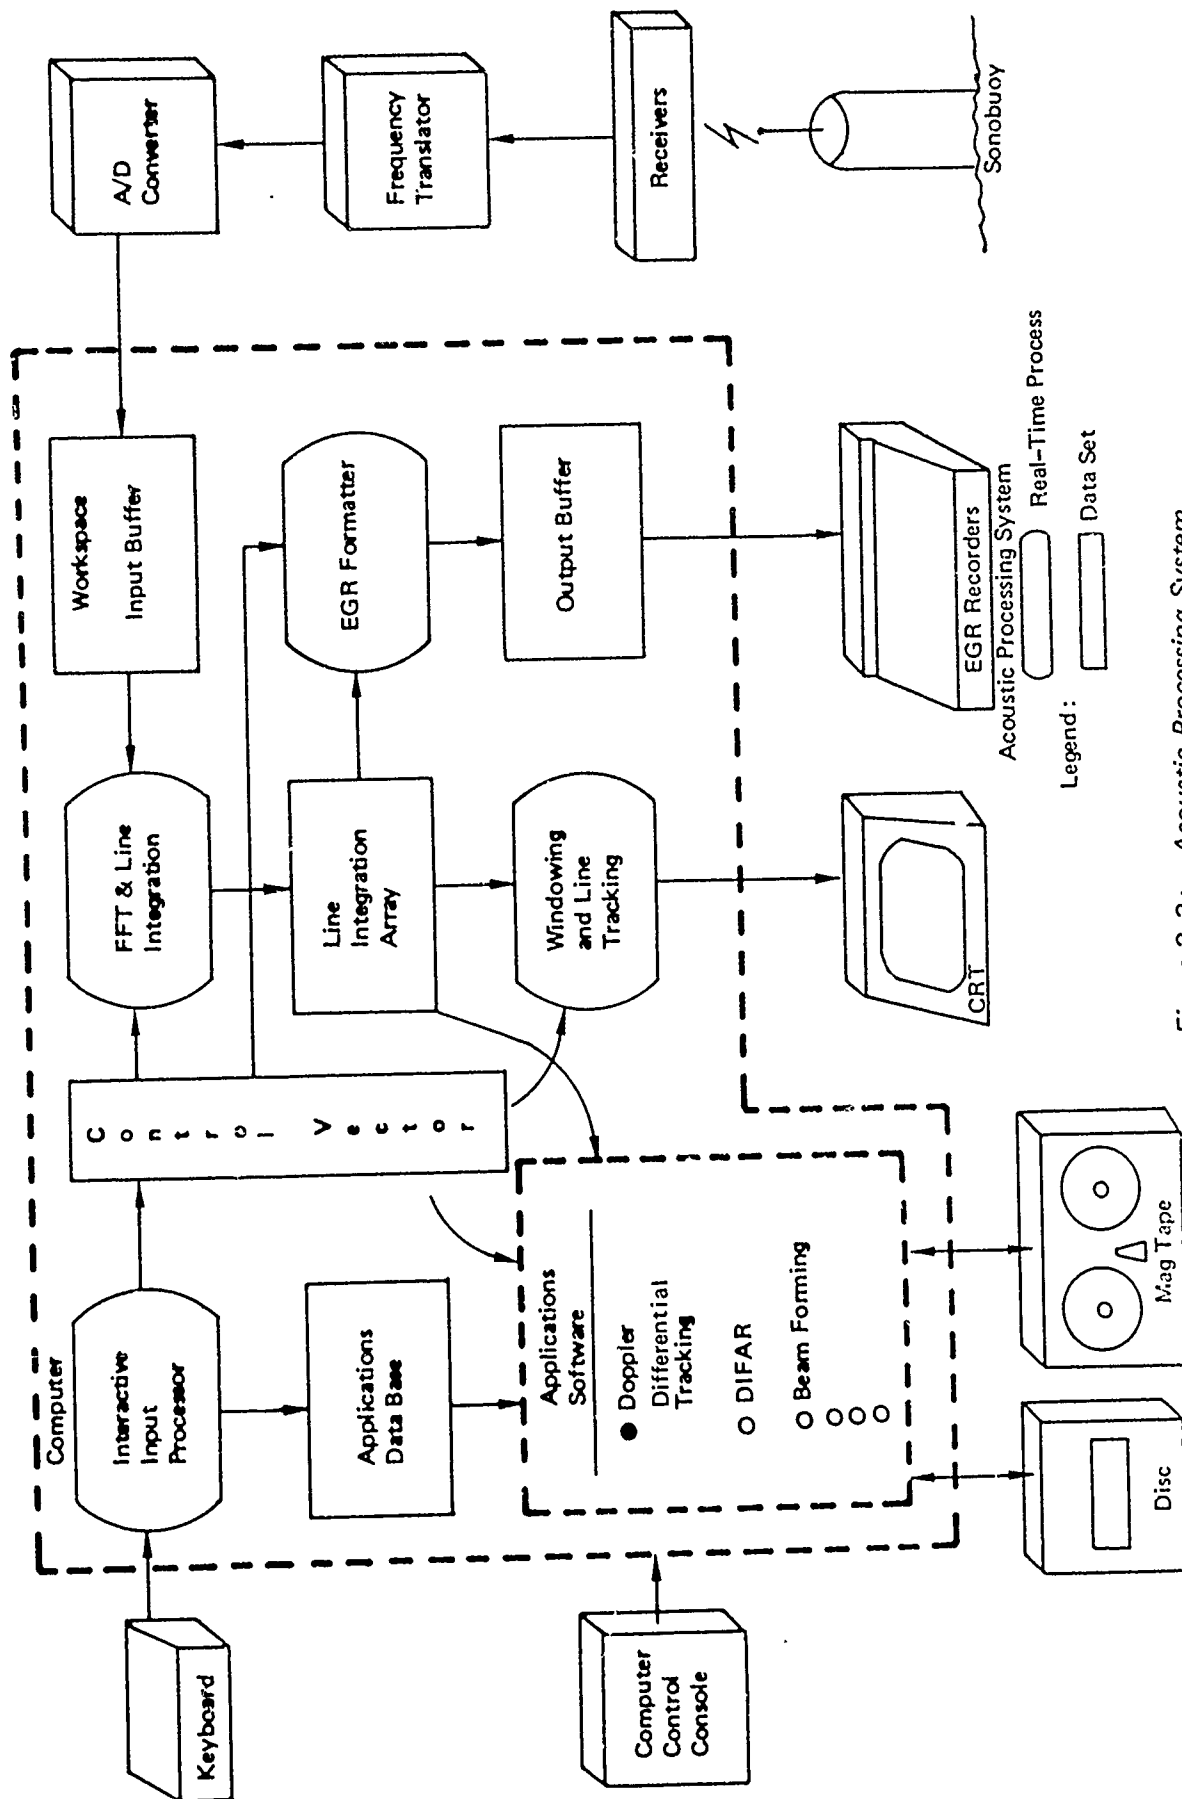 Computer
Keyboard
Interactive
Input
Processor
Control Vector
FFT & Line
Integration
Workspace
Input Buffer
A/D
Converter
Applications
Data Base
Line
Integration
Array
EGR Formatter
Frequency
Translator
Applications
Software
● Doppler
Differential
Tracking
○ DIFAR
○ Beam Forming
Windowing
and Line
Tracking
Output Buffer
Receivers
Computer
Control
Console
Disc
Mag Tape
CRT
EGR Recorders
Sonobuoy
Acoustic Processing System
Legend:
Real-Time Process
Data Set
Acoustic Processing System